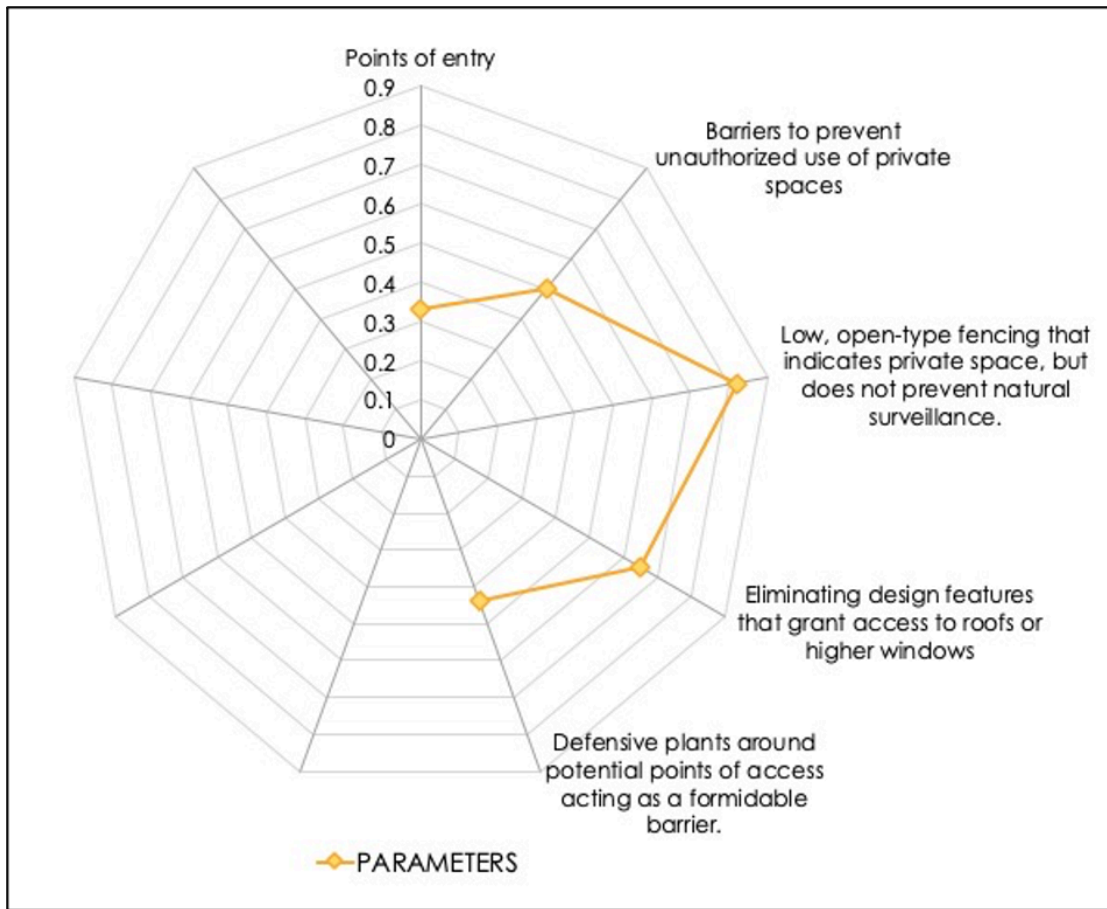 Points of entry
0.9
0.8
0.7
0.6
0.5
0.4
0.3
0.2
0.1
0
Barriers to prevent
unauthorized use of private
spaces
Low, open-type fencing that
indicates private space, but
does not prevent natural
surveillance.
Eliminating design features
that grant access to roofs or
higher windows
Defensive plants around
potential points of access
acting as a formidable
barrier.
PARAMETERS